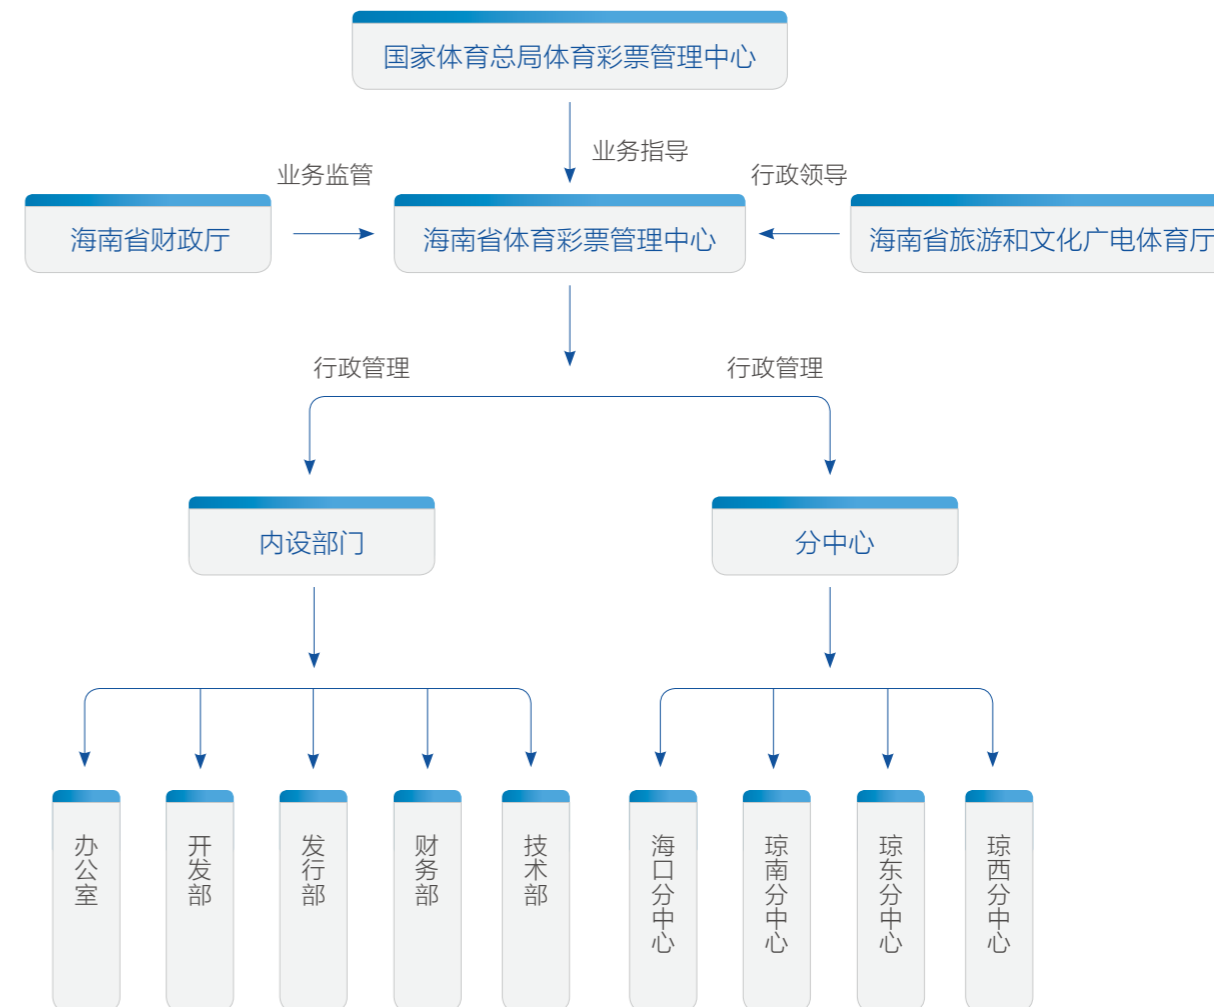 国家体育总局体育彩票管理中心
业务指导
业务监管
行政领导
海南省财政厅
海南省体育彩票管理中心
海南省旅游和文化广电体育厅
行政管理
行政管理
内设部门
分中心
办公室
开发部
发行部
财务部
技术部
海口分中心
琼南分中心
琼东分中心
琼西分中心